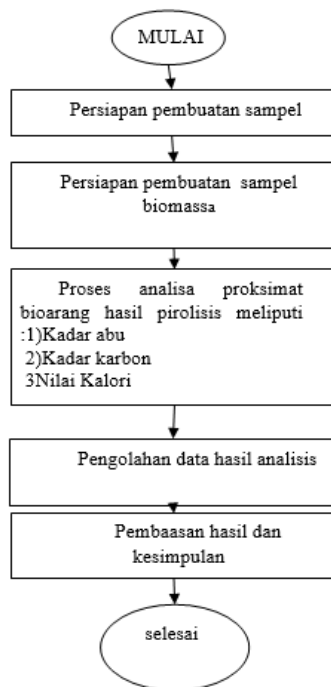 MULAI
Persiapan pembuatan sampel
Persiapan pembuatan sampel
biomassa
Proses analisa proksimat
bioarang hasil pirolisis meliputi
:1)Kadar abu
2)Kadar karbon
3Nilai Kalori
Pengolahan data hasil analisis
Pembaasan hasil dan
kesimpulan
selesai